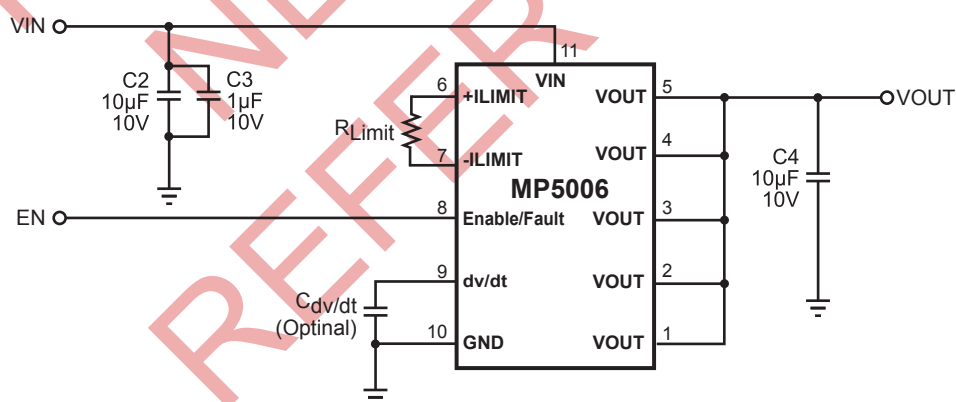 VIN
11
C2
10µF
10V
C3
1µF
10V
6
+ILIMIT
VIN
VOUT
5
VOUT
RLimit
7
-ILIMIT
VOUT
4
C4
10µF
10V
MP5006
EN
8
Enable/Fault
VOUT
3
9
dv/dt
VOUT
2
Cdv/dt
(Optinal)
10
GND
VOUT
1
REFER